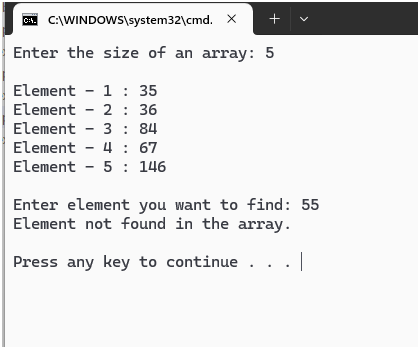 C:\WINDOWS\system32\cmd.
Enter the size of an array: 5
Element - 1 : 35
Element - 2 : 36
Element - 3 : 84
Element - 4 : 67
Element - 5 : 146
Enter element you want to find: 55
Element not found in the array.
Press any key to continue . . .